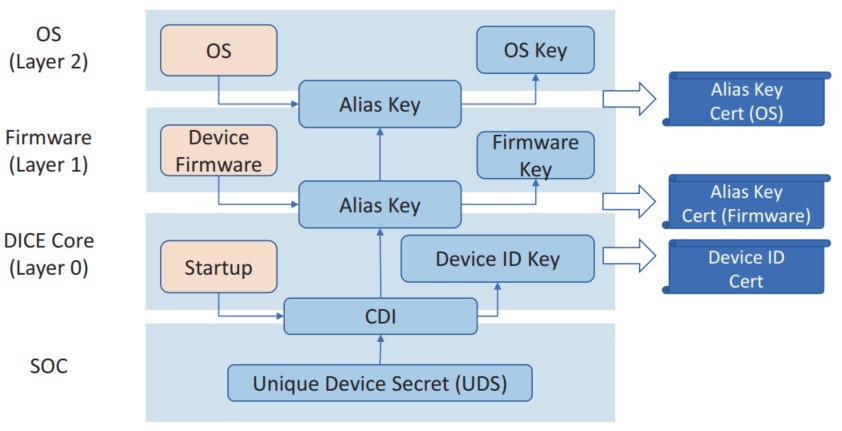 OS
(Layer 2)
OS
OS Key
Alias Key
Alias Key
Cert (OS)
Firmware
(Layer 1)
Device
Firmware
Firmware
Key
Alias Key
Alias Key
Cert (Firmware)
DICE Core
(Layer 0)
Startup
Device ID Key
Device ID
Cert
CDI
SOC
Unique Device Secret (UDS)